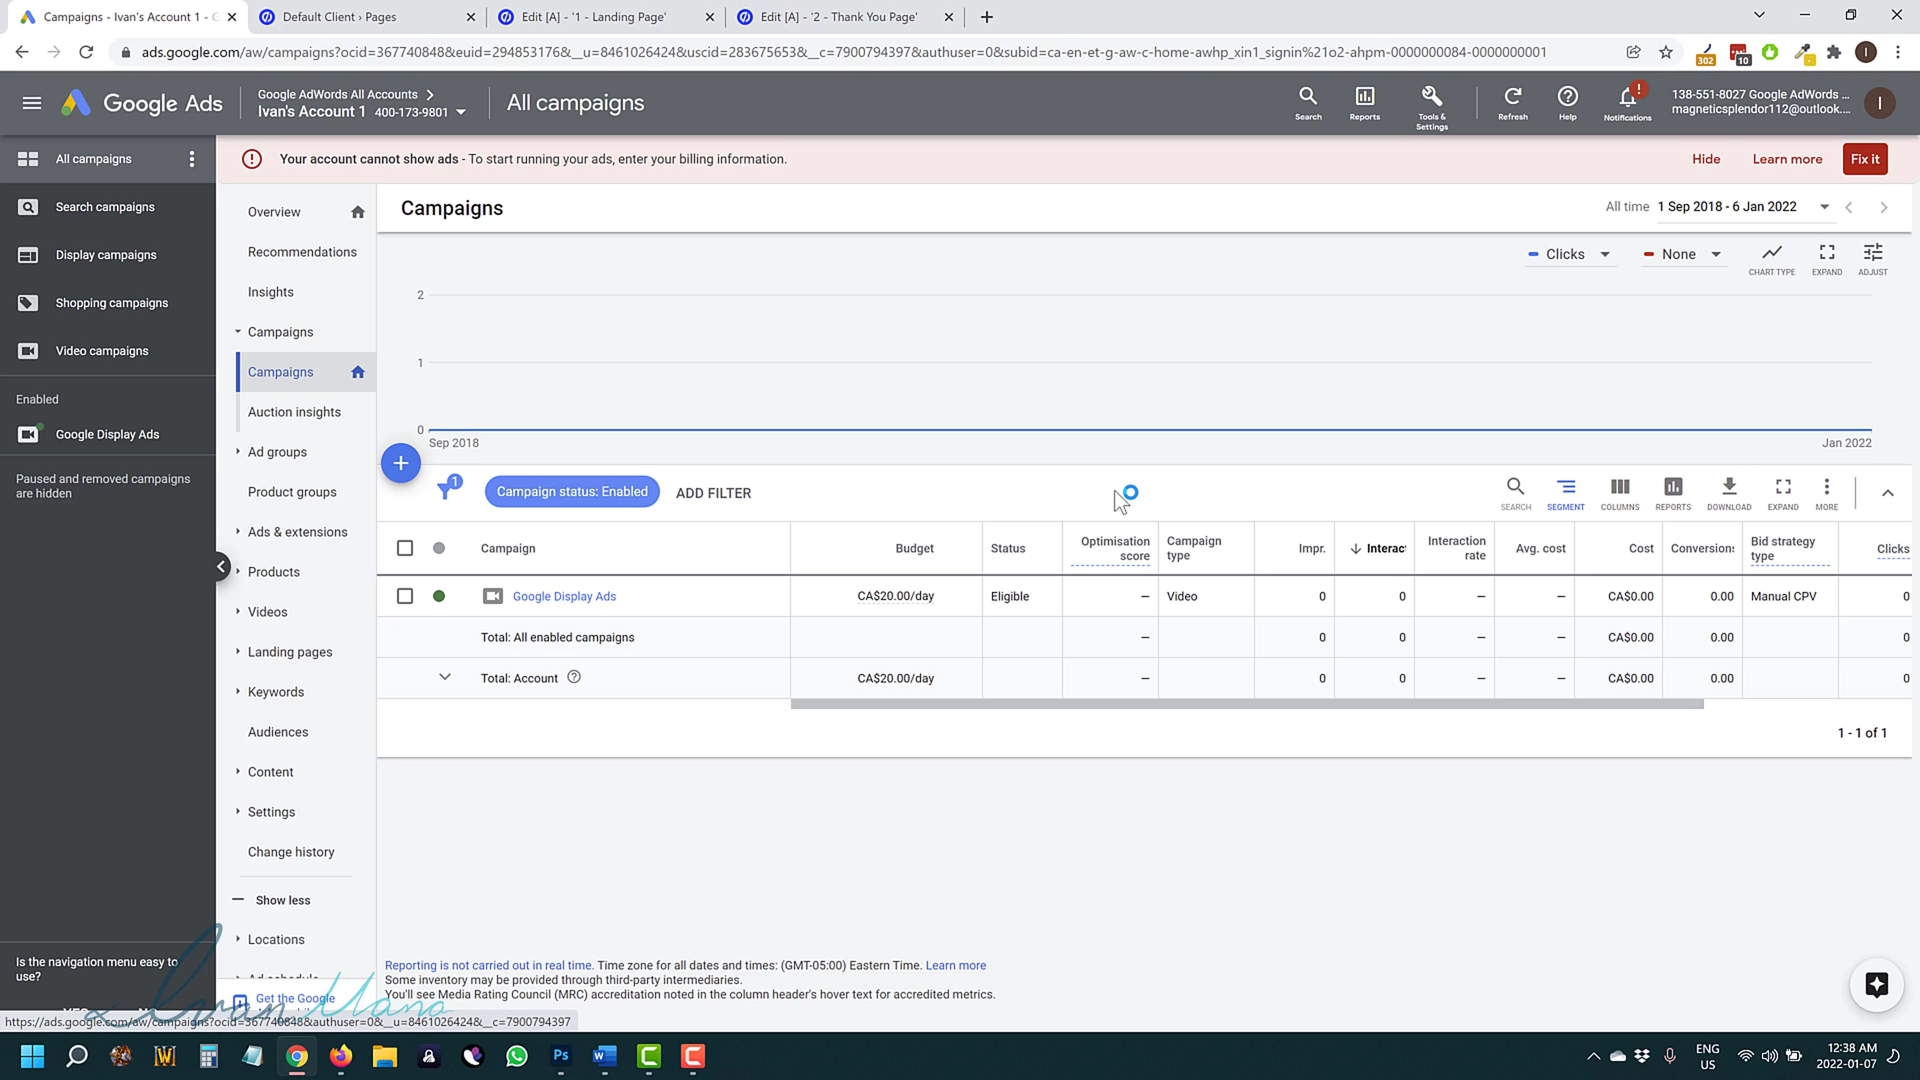 Campaigns - Ivan's Account 1 - G
Default Client › Pages
Edit [A] - '1 - Landing Page'
Edit [A] - '2 - Thank You Page'
ads.google.com/aw/campaigns?ocid=367740848&euid=294853176&__u=8461026424&uscid=283675653&__c=7900794397&authuser=0&subid=ca-en-et-g-aw-c-home-awhp_xin1_signin%21o2-ahpm-0000000084-0000000001
302
10
Google Ads
Google AdWords All Accounts
Ivan's Account 1 400-173-9801
All campaigns
Search
Reports
Tools & Settings
Refresh
Help
Notifications
138-551-8027 Google AdWords ...
magneticsplendor112@outlook....
I
All campaigns
Search campaigns
Display campaigns
Shopping campaigns
Video campaigns
Enabled
Google Display Ads
Paused and removed campaigns are hidden
Is the navigation menu easy to use?
Your account cannot show ads - To start running your ads, enter your billing information.
Hide
Learn more
Fix it
Overview
Recommendations
Insights
Campaigns
Campaigns
Auction insights
Ad groups
Product groups
Ads & extensions
Products
Videos
Landing pages
Keywords
Audiences
Content
Settings
Change history
Show less
Locations
Ad schedule
Get the Google
Campaigns
All time 1 Sep 2018 - 6 Jan 2022
Clicks
None
CHART TYPE
EXPAND
ADJUST
2
1
0
Sep 2018
Jan 2022
1
Campaign status: Enabled
ADD FILTER
SEARCH
SEGMENT
COLUMNS
REPORTS
DOWNLOAD
EXPAND
MORE
Campaign Budget Status Optimisation score Campaign type Impr. Interac Interaction rate Avg. cost Cost Conversions Bid strategy type Clicks
Google Display Ads CA$20.00/day Eligible – Video 0 0 – – CA$0.00 0.00 Manual CPV 0
Total: All enabled campaigns – 0 0 – – CA$0.00 0.00 0
Total: Account CA$20.00/day – 0 0 – – CA$0.00 0.00 0
1 - 1 of 1
Reporting is not carried out in real time. Time zone for all dates and times: (GMT-05:00) Eastern Time. Learn more
Some inventory may be provided through third-party intermediaries.
You'll see Media Rating Council (MRC) accreditation noted in the column header's hover text for accredited metrics.
Ivan Mana
https://ads.google.com/aw/campaigns?ocid=367740848&authuser=0&__u=8461026424&__c=7900794397
ENG
US
12:38 AM
2022-01-07